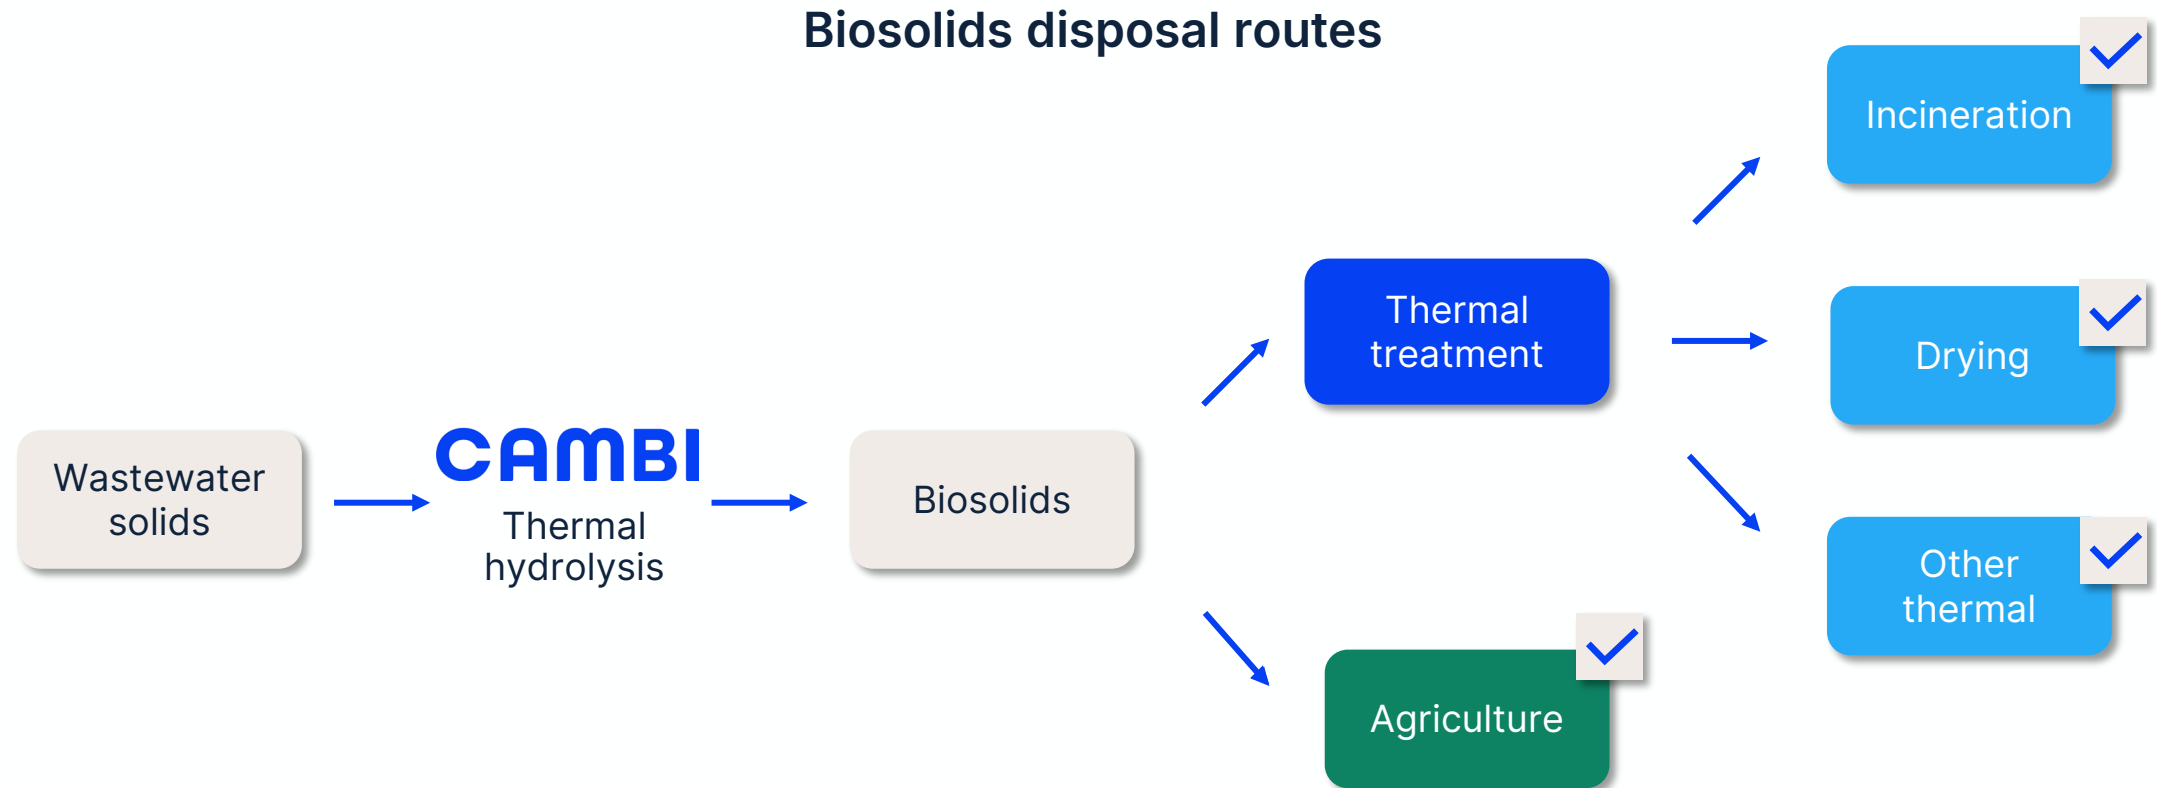 Biosolids disposal routes
Wastewater
solids
CAMBI
Thermal
hydrolysis
Biosolids
Thermal
treatment
Agriculture
Incineration
Drying
Other
thermal